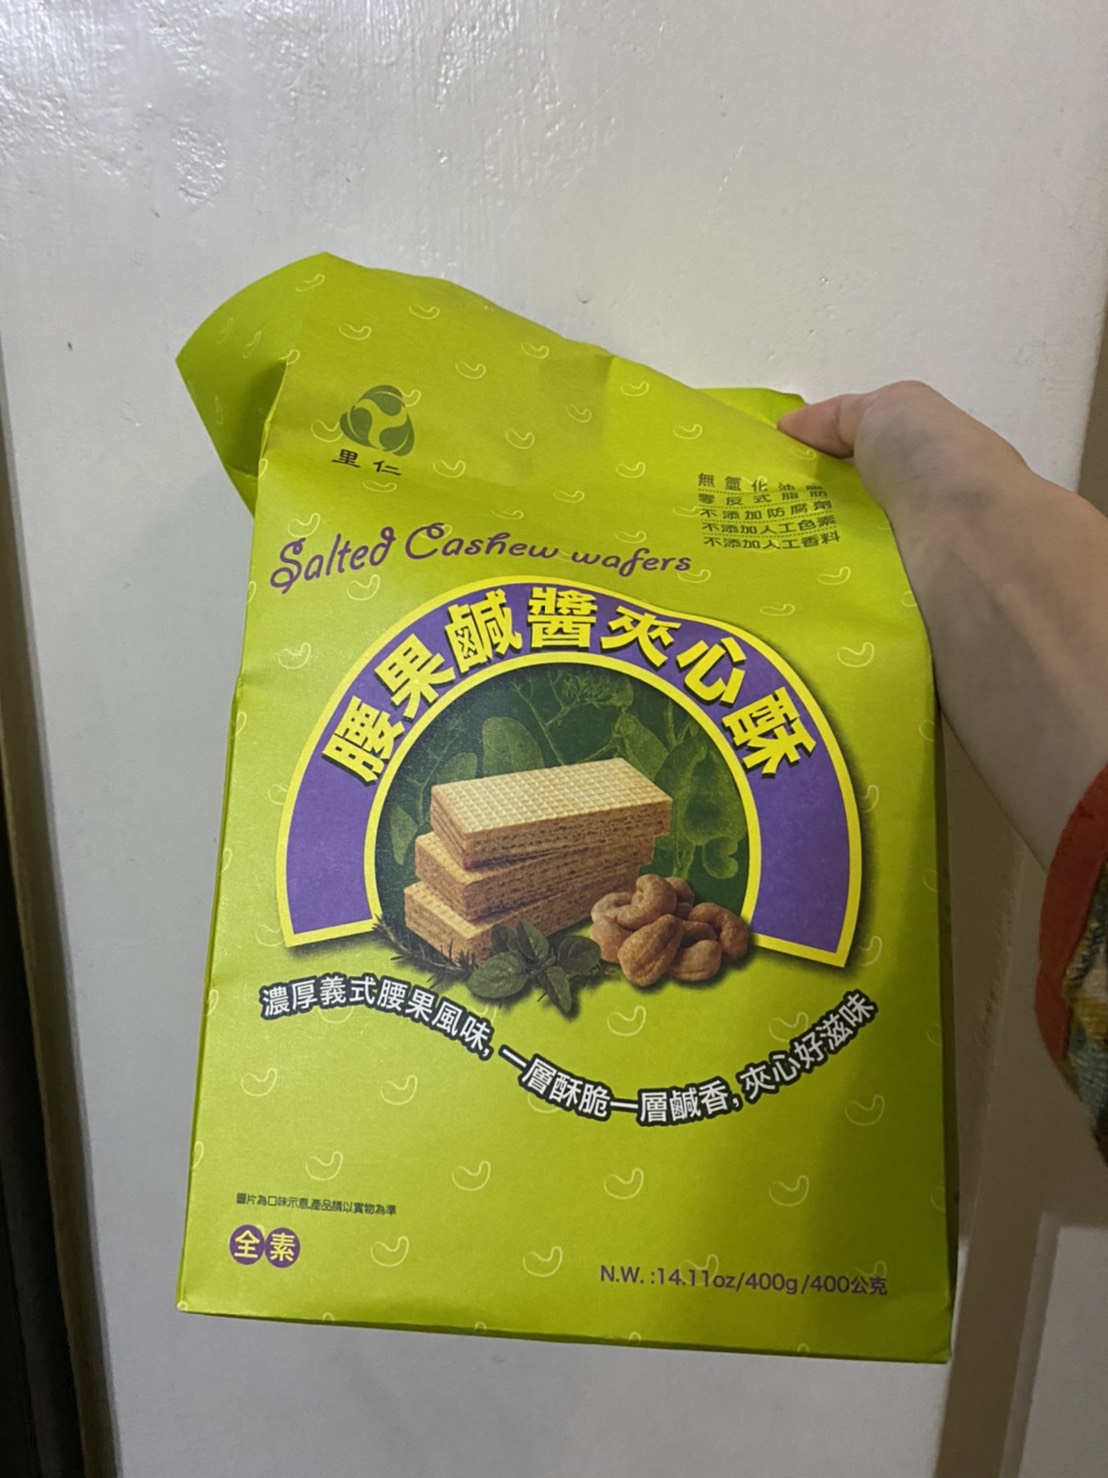 里仁
無氫化油脂
零反式脂肪
不添加防腐劑
不添加人工色素
不添加人工香料
Salted Cashew wafers
腰果鹹醬夾心酥
濃厚義式腰果風味,一層酥脆一層鹹香,夾心好滋味
圖片為口味示意,產品請以實物為準
全素
N.W. :14.11oz/400g/400公克